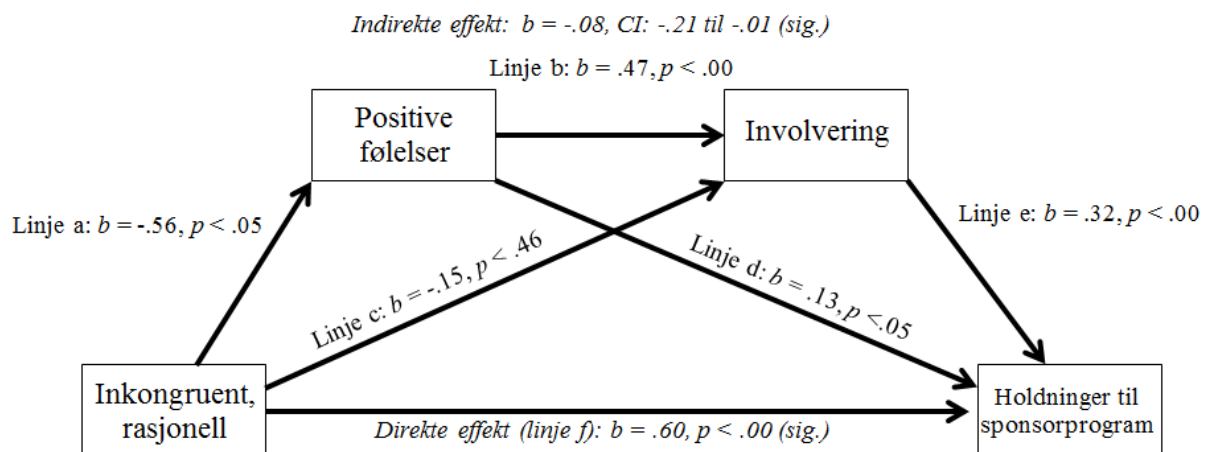 Indirekte effekt: b = -.08, CI: -.21 til -.01 (sig.)
Linje b: b = .47, p < .00
Positive
følelser
Involvering
Linje a: b = -.56, p < .05
Linje e: b = .32, p < .00
Linje c: b = -.15, p < .46
Linje d: b = .13, p <.05
Inkongruent,
rasjonell
Direkte effekt (linje f): b = .60, p < .00 (sig.)
Holdninger til
sponsorprogram